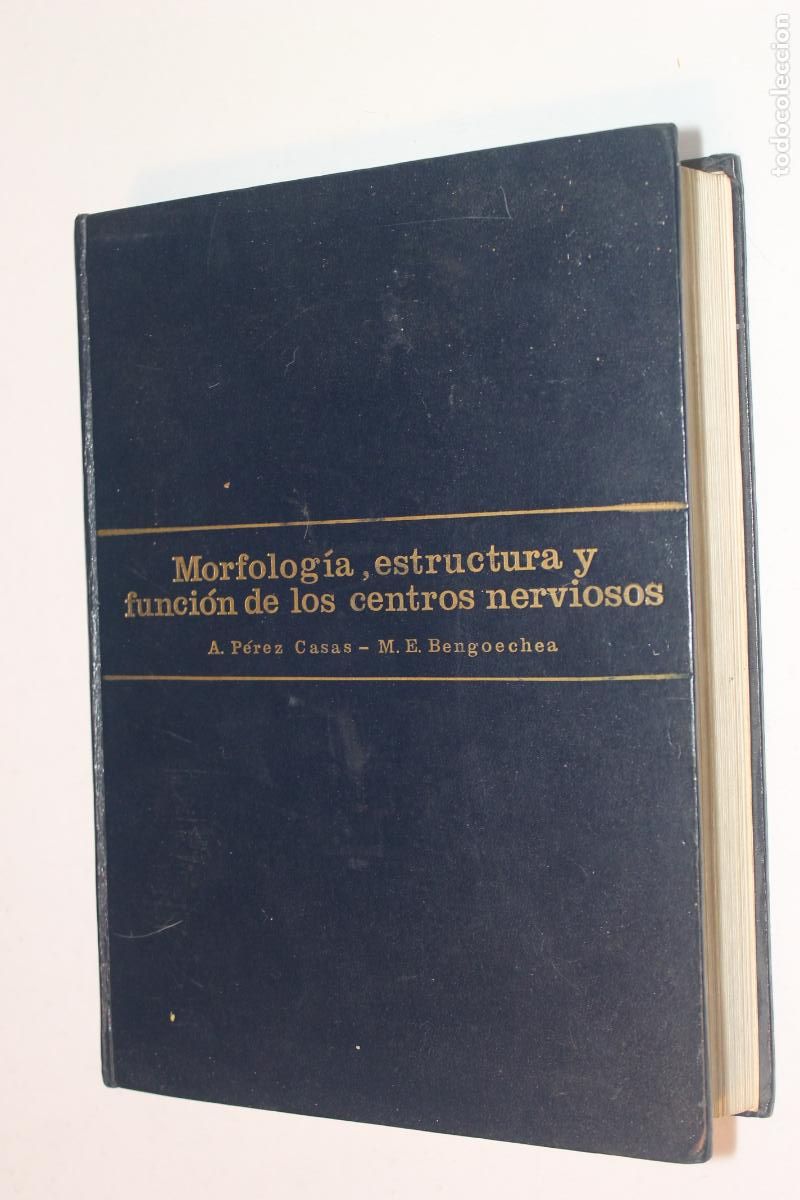 Morfología, estructura y
función de los centros nerviosos
A. Pérez Casas – M. E. Bengoechea
todocoleccion